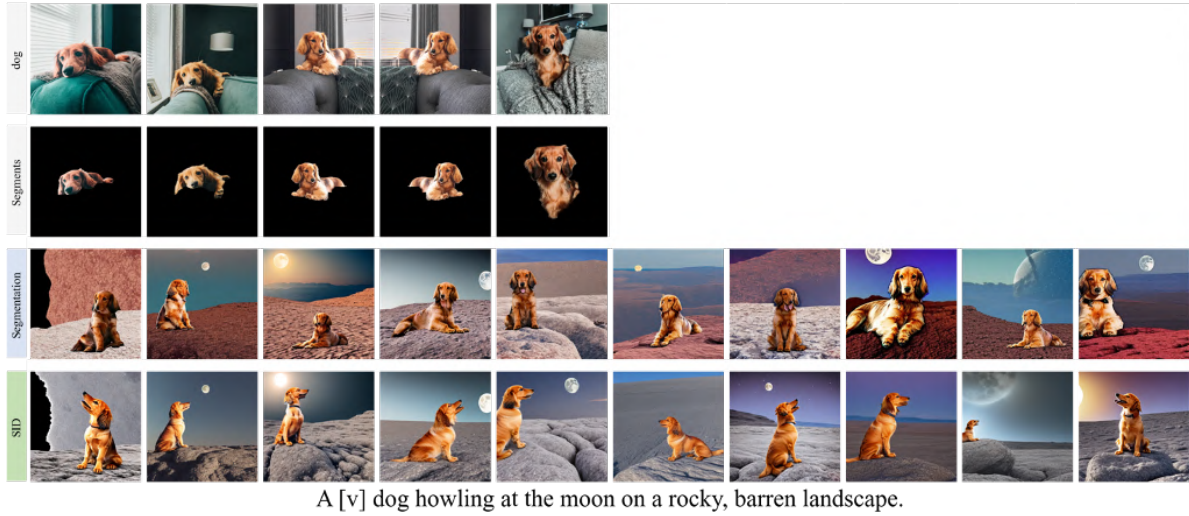 dog
Segments
Segmentation
SID
A [v] dog howling at the moon on a rocky, barren landscape.